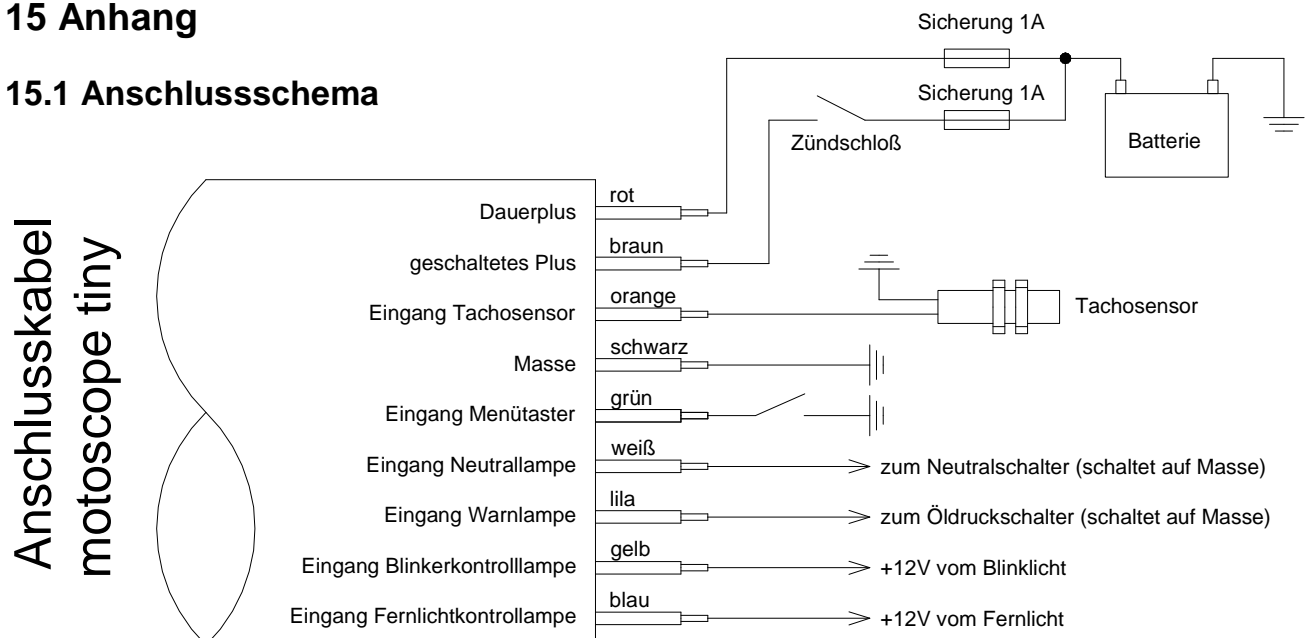 15 Anhang
15.1 Anschlussschema
Sicherung 1A
Sicherung 1A
Zündschloß
Batterie
Anschlusskabel
motoscope tiny
Dauerplus
rot
geschaltetes Plus
braun
Eingang Tachosensor
orange
Tachosensor
Masse
schwarz
Eingang Menütaster
grün
Eingang Neutrallampe
weiß
zum Neutralschalter (schaltet auf Masse)
Eingang Warnlampe
lila
zum Öldruckschalter (schaltet auf Masse)
Eingang Blinkerkontrolllampe
gelb
+12V vom Blinklicht
Eingang Fernlichtkontrollampe
blau
+12V vom Fernlicht